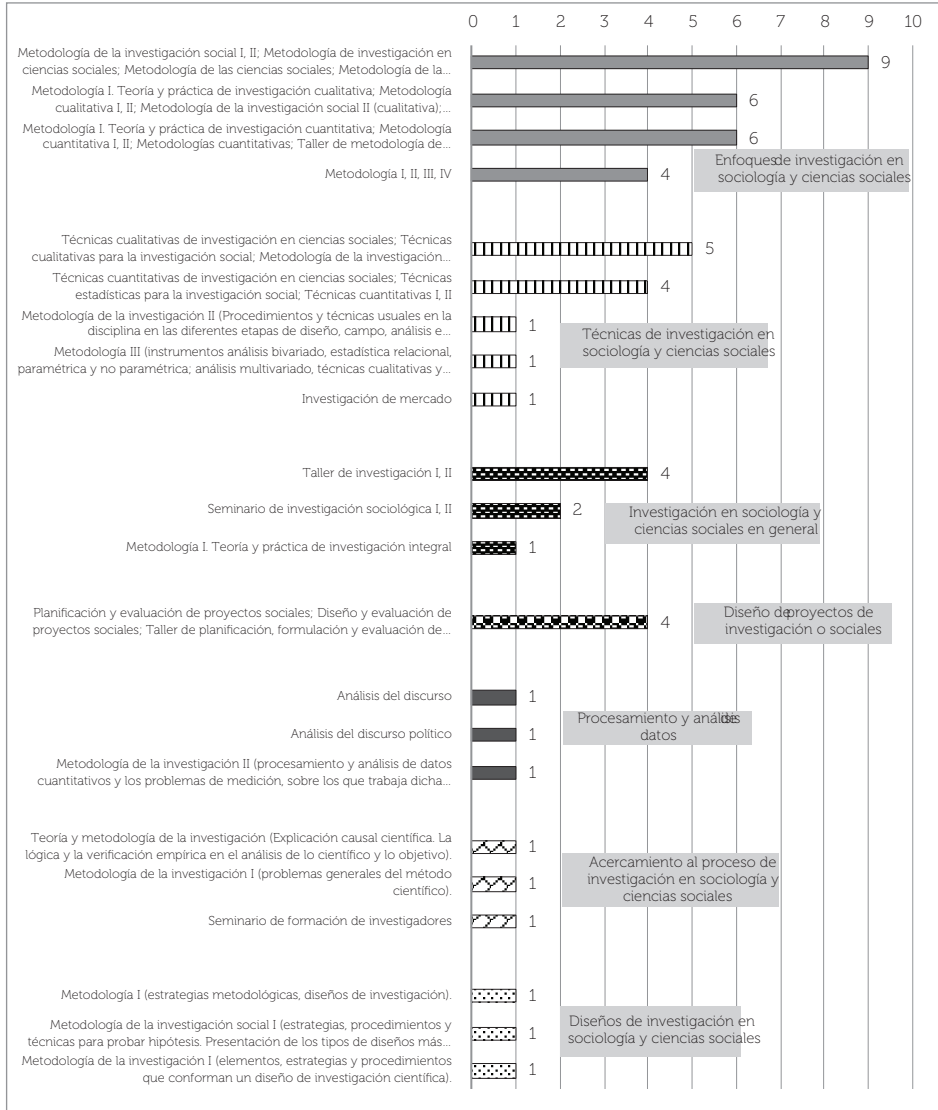 0 1 2 3 4 5 6 7 8 9 10
Metodología de la investigación social I, II; Metodología de investigación en
ciencias sociales; Metodología de las ciencias sociales; Metodología de la...
9
Metodología I. Teoría y práctica de investigación cualitativa; Metodología
cualitativa I, II; Metodología de la investigación social II (cualitativa);...
6
Metodología I. Teoría y práctica de investigación cuantitativa; Metodología
cuantitativa I, II; Metodologías cuantitativas; Taller de metodología de...
6
Metodología I, II, III, IV
4
Enfoques de investigación en
sociología y ciencias sociales
Técnicas cualitativas de investigación en ciencias sociales; Técnicas
cualitativas para la investigación social; Metodología de la investigación...
5
Técnicas cuantitativas de investigación en ciencias sociales; Técnicas
estadísticas para la investigación social; Técnicas cuantitativas I, II
4
Metodología de la investigación II (Procedimientos y técnicas usuales en la
disciplina en las diferentes etapas de diseño, campo, análisis e...
1
Metodología III (instrumentos análisis bivariado, estadística relacional,
paramétrica y no paramétrica; análisis multivariado, técnicas cualitativas y...
1
Investigación de mercado
1
Técnicas de investigación en
sociología y ciencias sociales
Taller de investigación I, II
4
Seminario de investigación sociológica I, II
2
Metodología I. Teoría y práctica de investigación integral
1
Investigación en sociología y
ciencias sociales en general
Planificación y evaluación de proyectos sociales; Diseño y evaluación de
proyectos sociales; Taller de planificación, formulación y evaluación de...
4
Diseño de proyectos de
investigación o sociales
Análisis del discurso
1
Análisis del discurso político
1
Metodología de la investigación II (procesamiento y análisis de datos
cuantitativos y los problemas de medición, sobre los que trabaja dicha...
1
Procesamiento y análisis de
datos
Teoría y metodología de la investigación (Explicación causal científica. La
lógica y la verificación empírica en el análisis de lo científico y lo objetivo).
1
Metodología de la investigación I (problemas generales del método
científico).
1
Seminario de formación de investigadores
1
Acercamiento al proceso de
investigación en sociología y
ciencias sociales
Metodología I (estrategias metodológicas, diseños de investigación).
1
Metodología de la investigación social I (estrategias, procedimientos y
técnicas para probar hipótesis. Presentación de los tipos de diseños más...
1
Metodología de la investigación I (elementos, estrategias y procedimientos
que conforman un diseño de investigación científica).
1
Diseños de investigación en
sociología y ciencias sociales